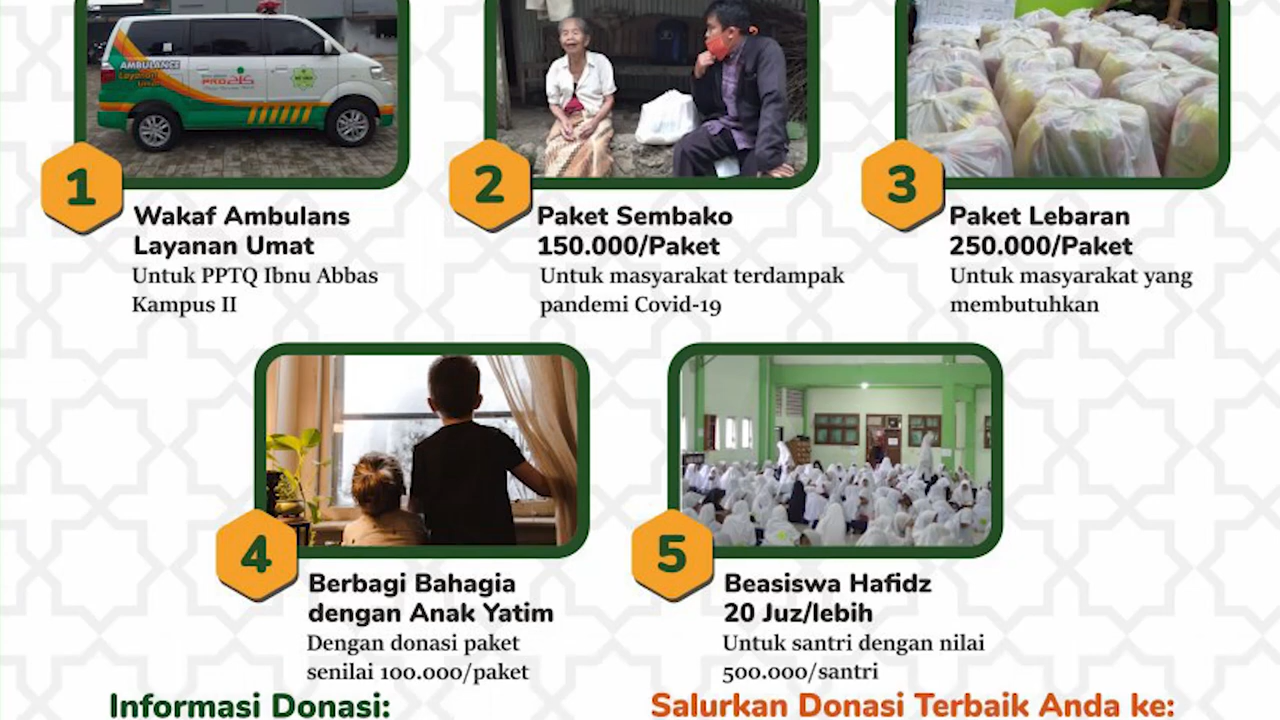 AMBULANCE
Layanan
Umat
1
Wakaf Ambulans
Layanan Umat
Untuk PPTQ Ibnu Abbas
Kampus II
2
Paket Sembako
150.000/Paket
Untuk masyarakat terdampak
pandemi Covid-19
3
Paket Lebaran
250.000/Paket
Untuk masyarakat yang
membutuhkan
4
Berbagi Bahagia
dengan Anak Yatim
Dengan donasi paket
senilai 100.000/paket
5
Beasiswa Hafidz
20 Juz/lebih
Untuk santri dengan nilai
500.000/santri
Informasi Donasi:
Salurkan Donasi Terbaik Anda ke: